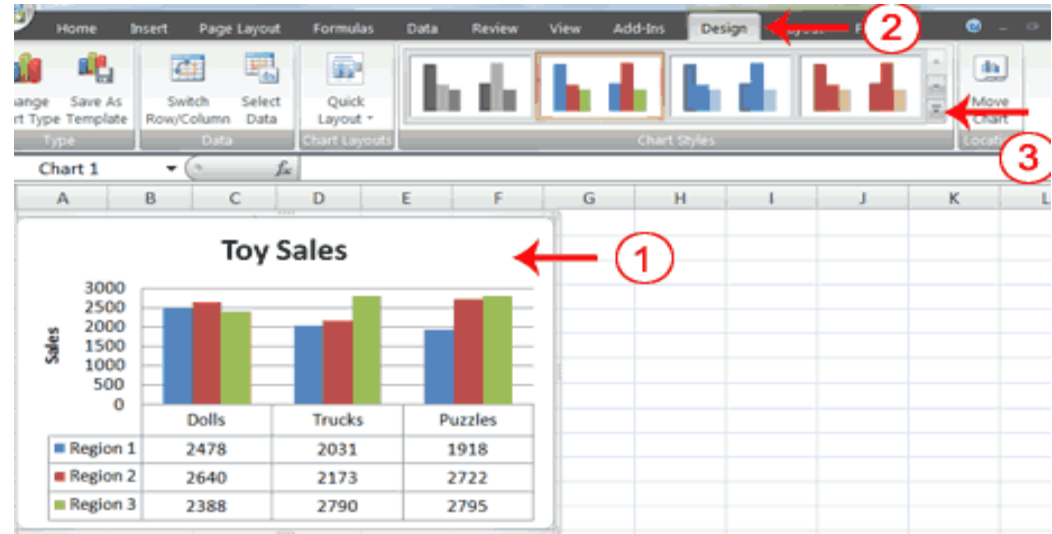 Home Insert Page Layout Formulas Data Review View Add-Ins Design 2
Save As Switch Select Quick Move
Type Template Row/Column Data Layout Chart
Type Data Chart Layouts Chart Styles
3
Chart 1 fx
A B C D E F G H I J K L
Toy Sales
1
3000
2500
2000
1500
1000
500
0
Sales
Dolls Trucks Puzzles
Region 1 2478 2031 1918
Region 2 2640 2173 2722
Region 3 2388 2790 2795